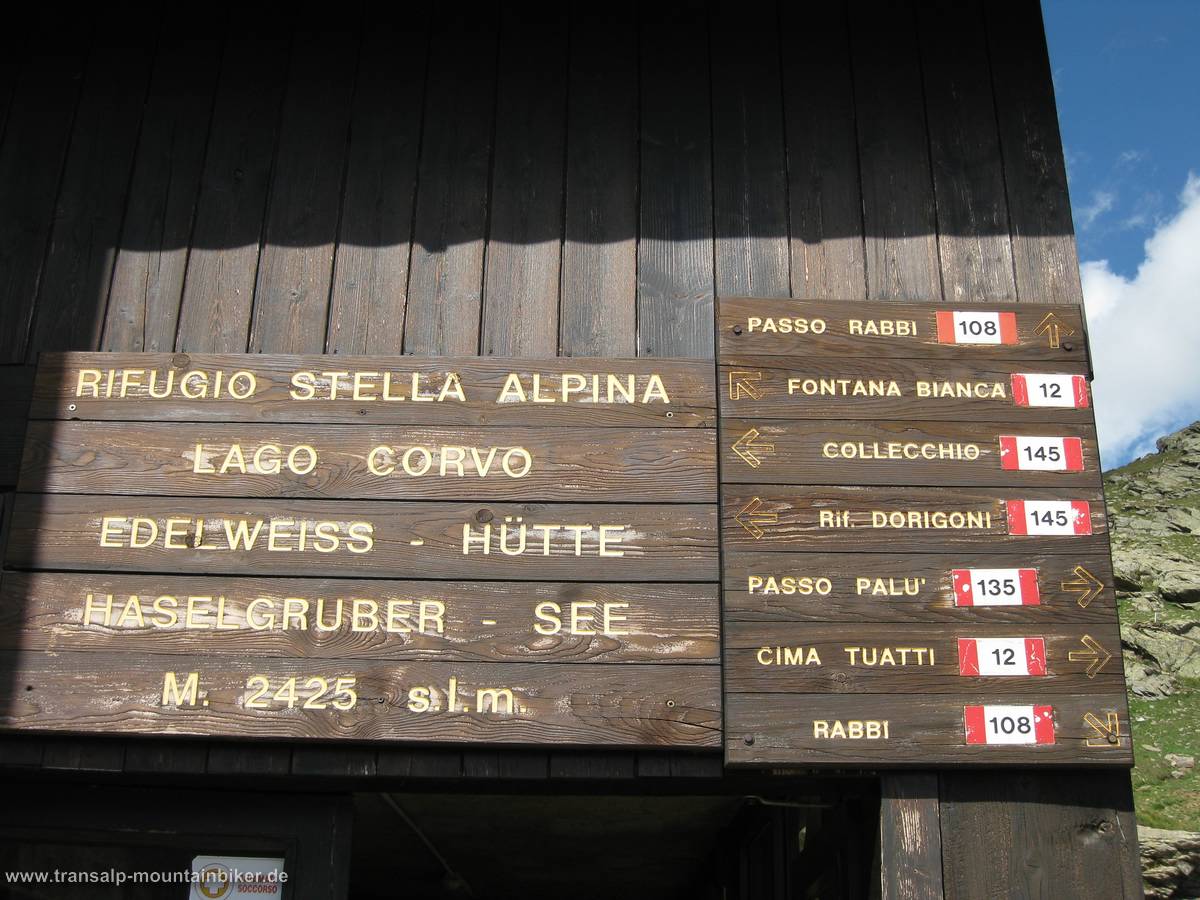 RIFUGIO STELLA ALPINA
LAGO CORVO
EDELWEISS - HÜTTE
HASELGRUBER - SEE
M. 2425 s.l.m.
PASSO RABBI 108
FONTANA BIANCA 12
COLLECCHIO 145
Rif. DORIGONI 145
PASSO PALU' 135
CIMA TUATTI 12
RABBI 108
SOCCORSO
www.transalp-mountainbiker.de